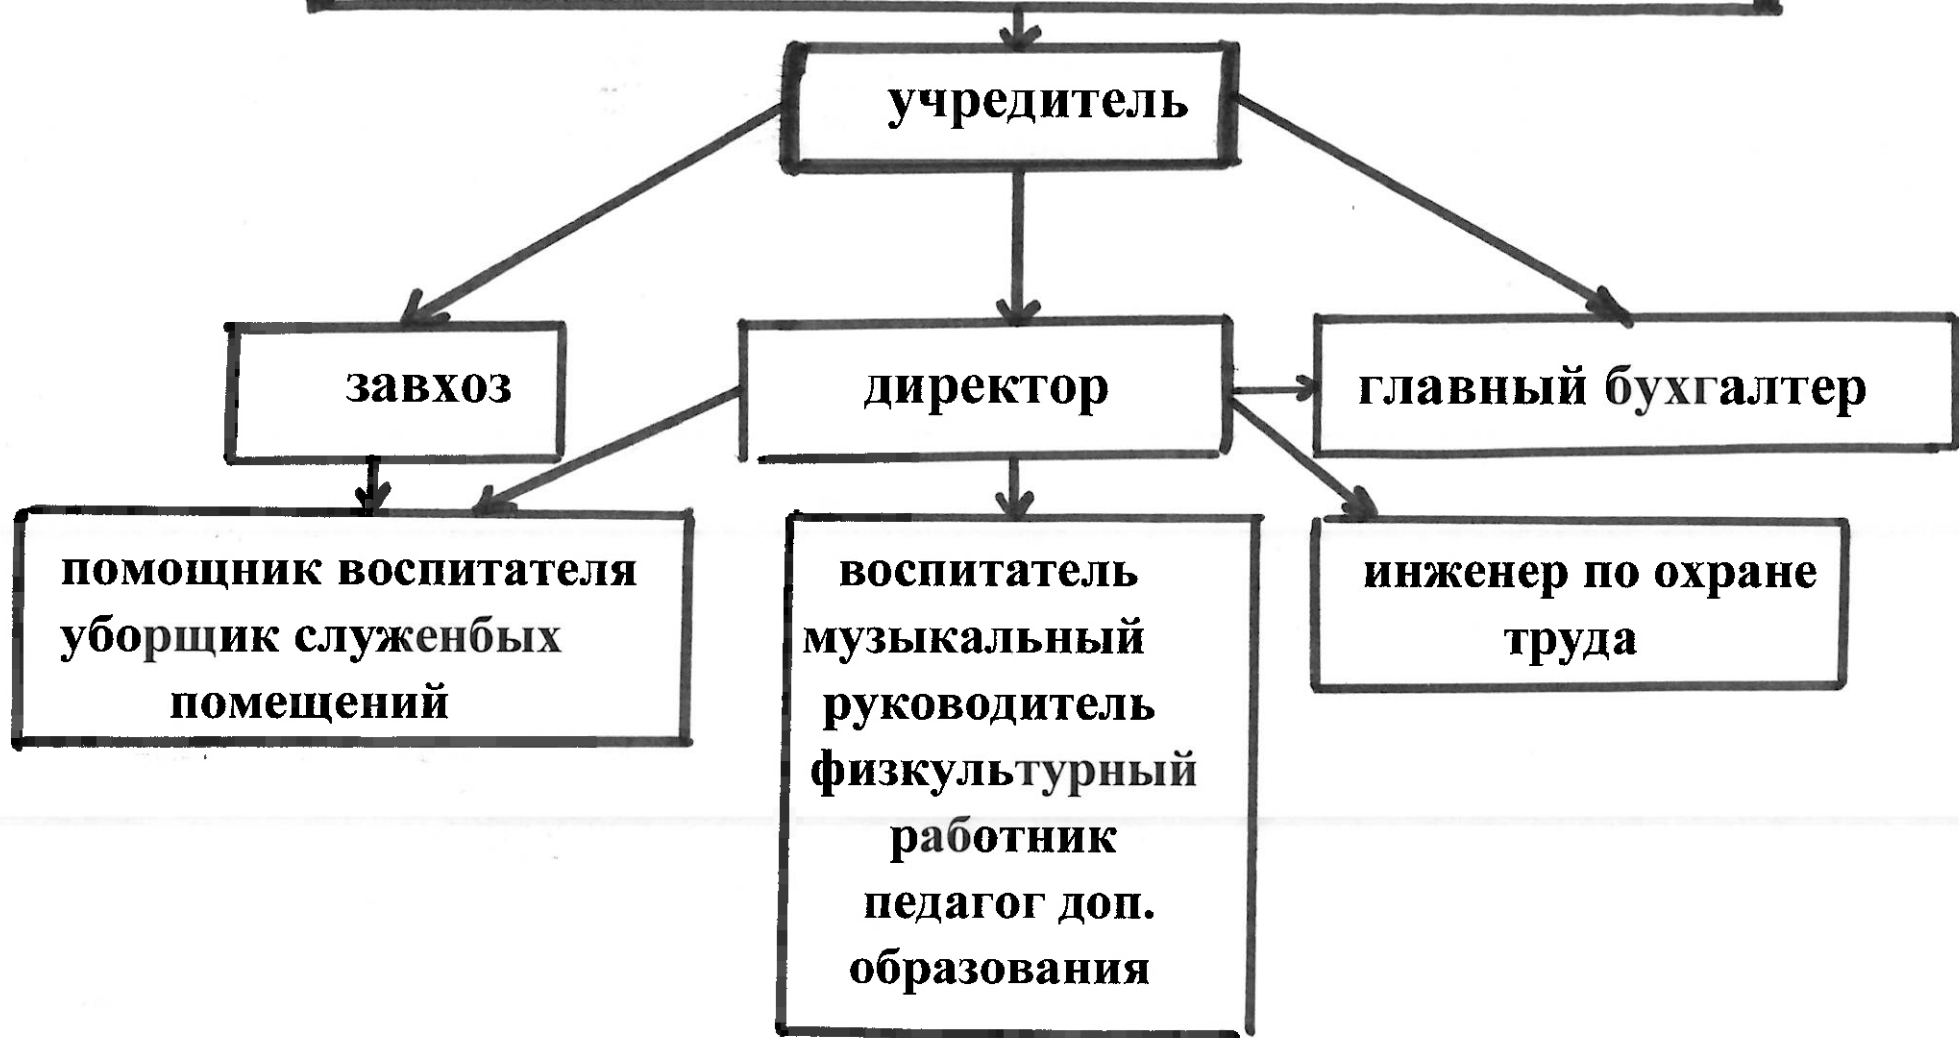 учредитель
завхоз
директор
главный бухгалтер
помощник воспитателя
уборщик служенбых
помещений
воспитатель
музыкальный
руководитель
физкультурный
работник
педагог доп.
образования
инженер по охране
труда